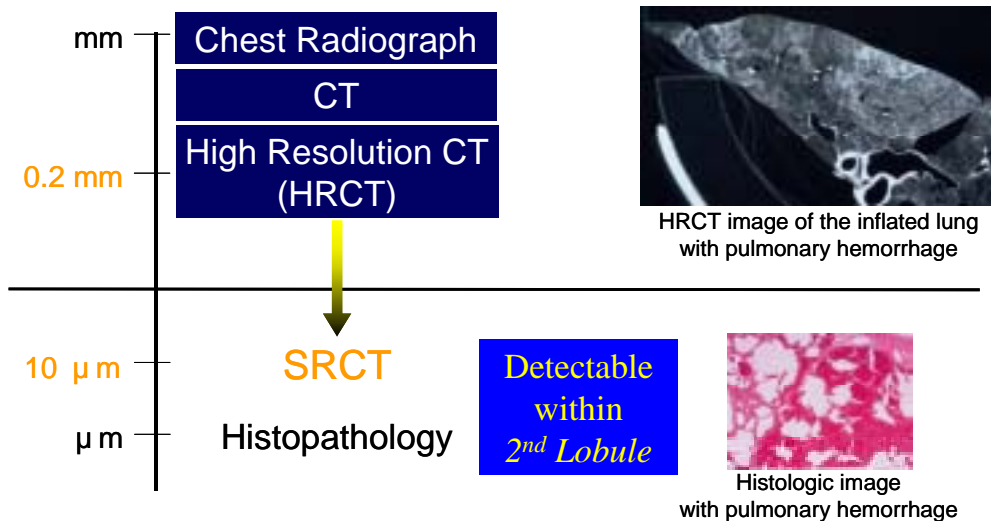 mm
Chest Radiograph
CT
High Resolution CT
(HRCT)
0.2 mm
HRCT image of the inflated lung
with pulmonary hemorrhage
10 μm
SRCT
μm
Histopathology
Detectable
within
2nd Lobule
Histologic image
with pulmonary hemorrhage